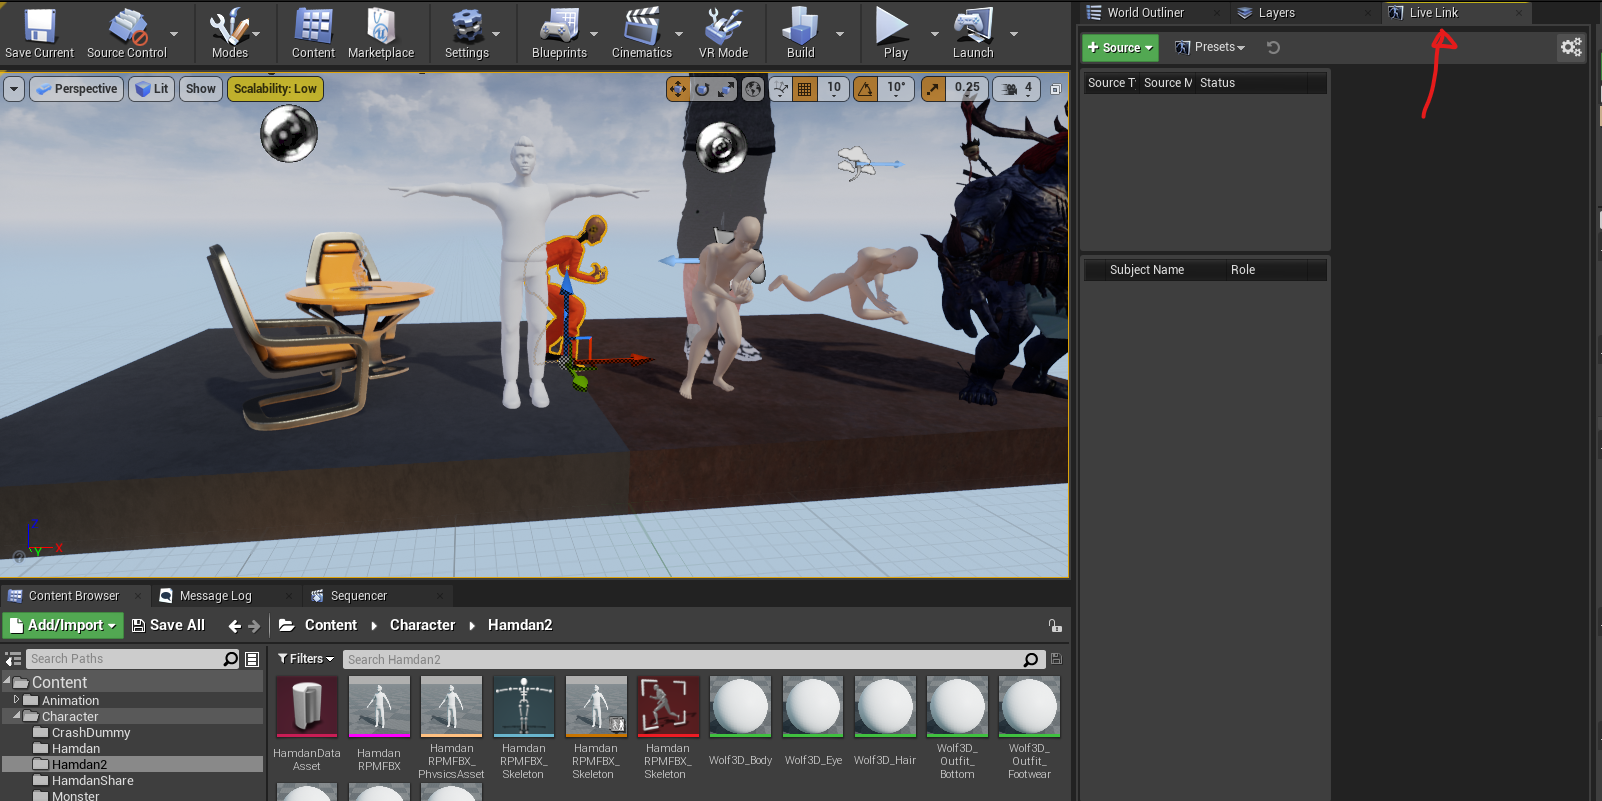 Save Current
Source Control
Modes
Content
Marketplace
Settings
Blueprints
Cinematics
VR Mode
Build
Play
Launch
World Outliner
Layers
Live Link
Source
Presets
Perspective
Lit
Show
Scalability: Low
10
10°
0.25
4
Source T
Source M
Status
Subject Name
Role
Z
Y
X
Content Browser
Message Log
Sequencer
Add/Import
Save All
Content
Character
Hamdan2
Search Paths
Filters
Search Hamdan2
Content
Animation
Character
CrashDummy
Hamdan
Hamdan2
HamdanShare
Monster
HamdanData
Asset
Hamdan
RPMFBX
Hamdan
RPMFBX_
PhysicsAsset
Hamdan
RPMFBX_
Skeleton
Hamdan
RPMFBX_
Skeleton
Hamdan
RPMFBX_
Skeleton
Wolf3D_Body
Wolf3D_Eye
Wolf3D_Hair
Wolf3D_
Outfit_
Bottom
Wolf3D_
Outfit_
Footwear